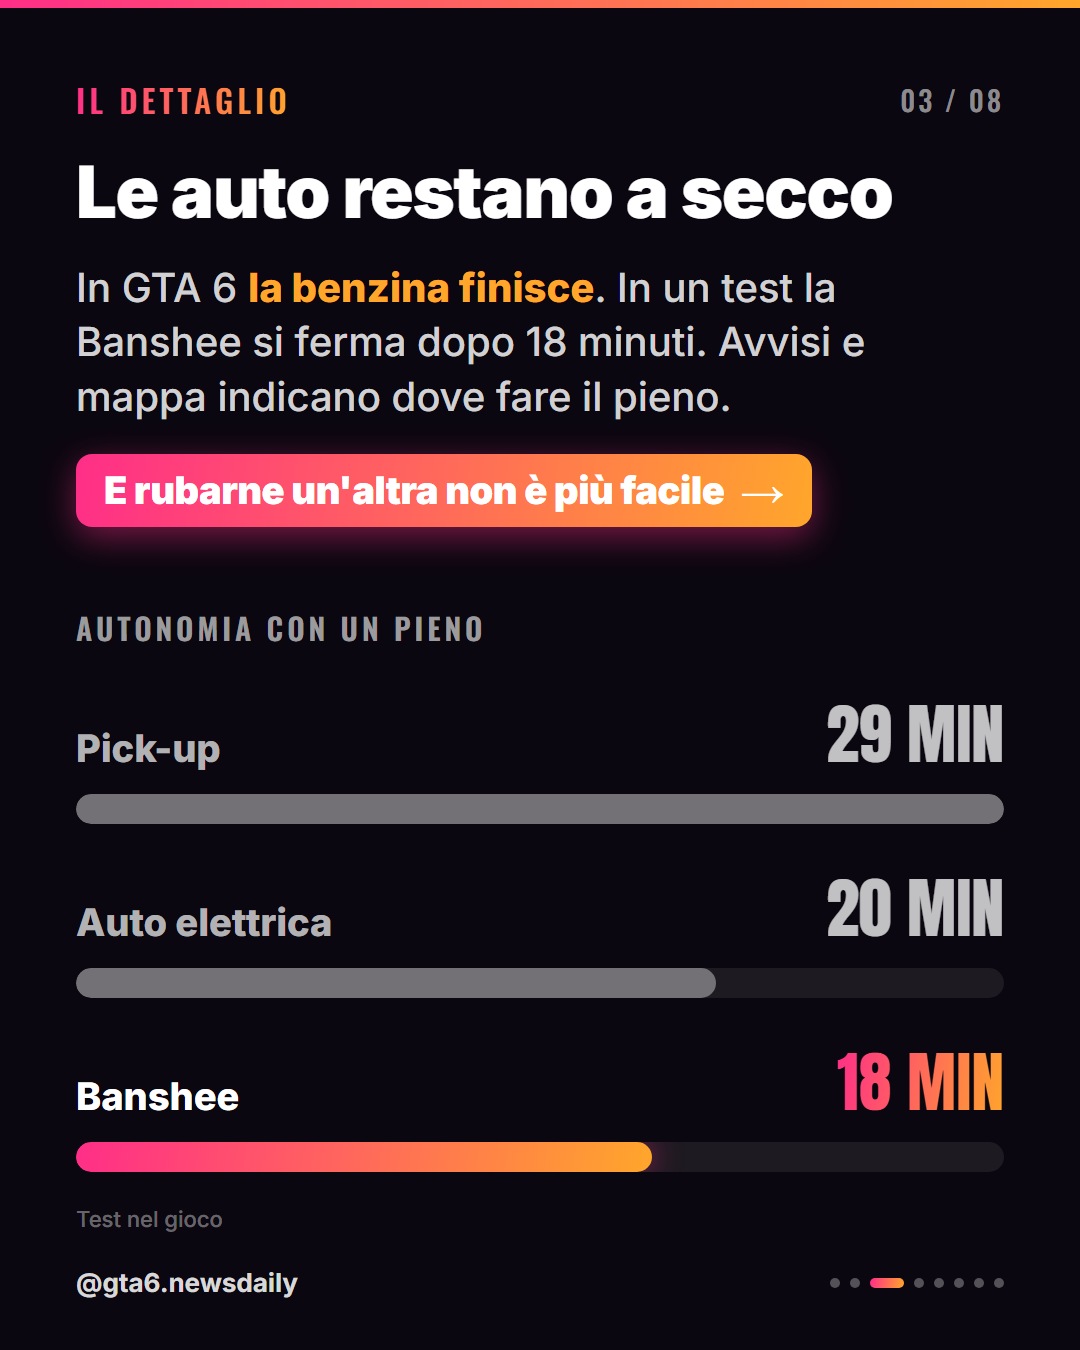 IL DETTAGLIO
03 / 08
Le auto restano a secco
In GTA 6 la benzina finisce. In un test la
Banshee si ferma dopo 18 minuti. Avvisi e
mappa indicano dove fare il pieno.
E rubarne un'altra non è più facile →
AUTONOMIA CON UN PIENO
Pick-up
29 MIN
Auto elettrica
20 MIN
Banshee
18 MIN
Test nel gioco
@gta6.newsdaily